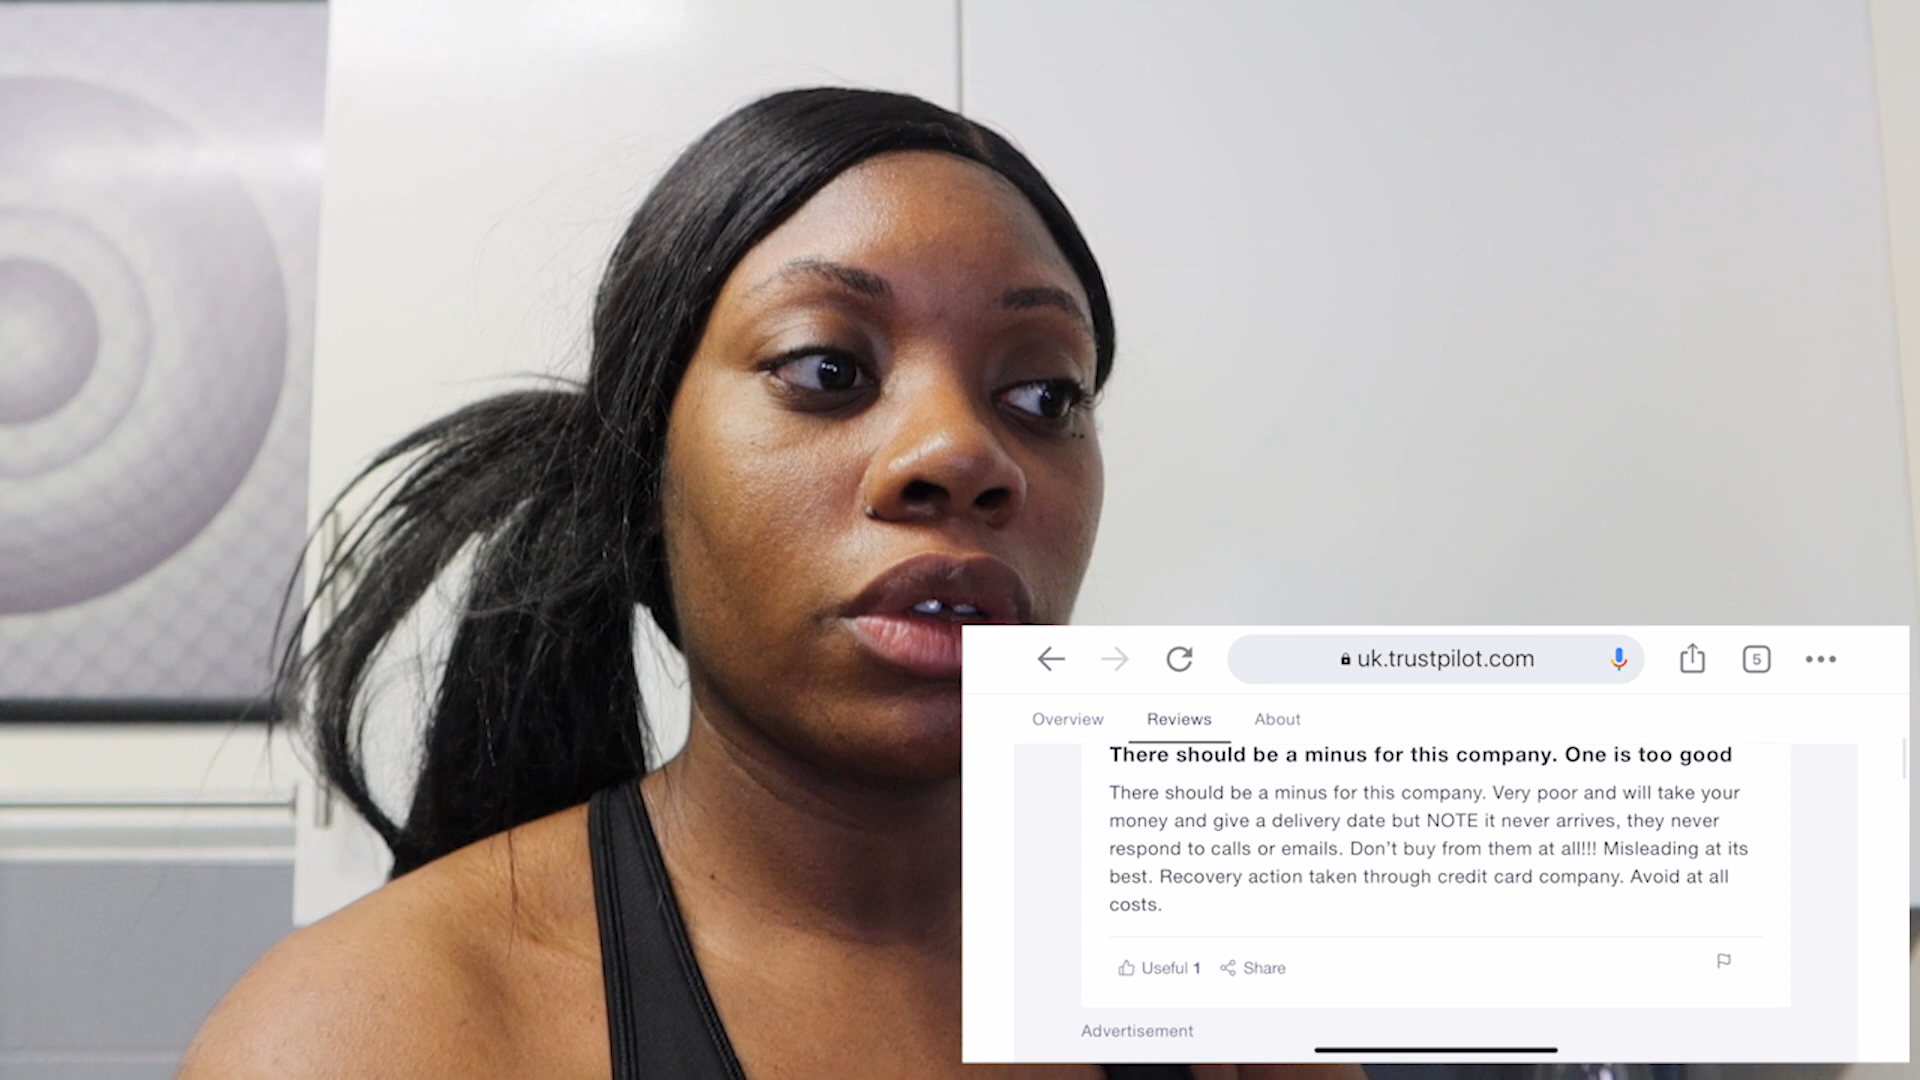 uk.trustpilot.com
5
Overview Reviews About
There should be a minus for this company. One is too good
There should be a minus for this company. Very poor and will take your
money and give a delivery date but NOTE it never arrives, they never
respond to calls or emails. Don't buy from them at all!!! Misleading at its
best. Recovery action taken through credit card company. Avoid at all
costs.
Useful 1 Share
Advertisement